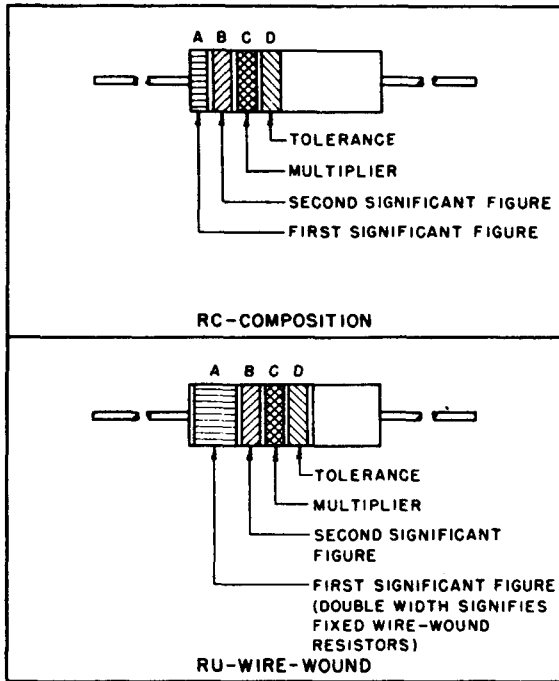 A B C D
TOLERANCE
MULTIPLIER
SECOND SIGNIFICANT FIGURE
FIRST SIGNIFICANT FIGURE
RC-COMPOSITION
A B C D
TOLERANCE
MULTIPLIER
SECOND SIGNIFICANT
FIGURE
FIRST SIGNIFICANT FIGURE
(DOUBLE WIDTH SIGNIFIES
FIXED WIRE-WOUND
RESISTORS)
RU-WIRE-WOUND